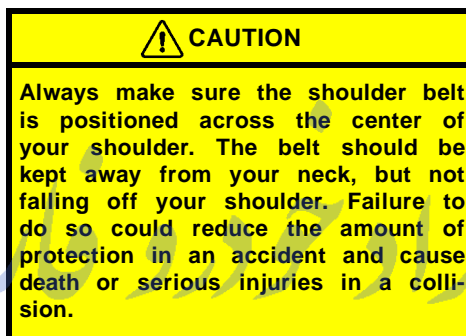 CAUTION
Always make sure the shoulder belt
is positioned across the center of
your shoulder. The belt should be
kept away from your neck, but not
falling off your shoulder. Failure to
do so could reduce the amount of
protection in an accident and cause
death or serious injuries in a colli-
sion.